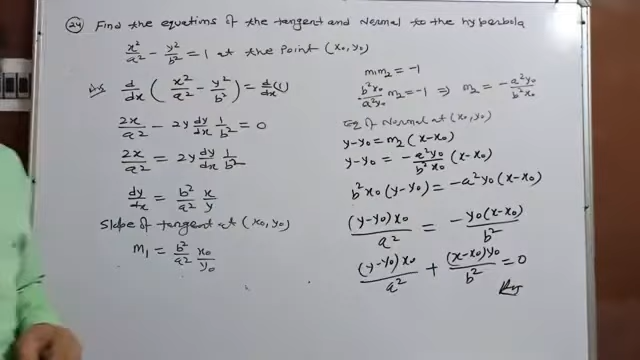 (24) Find the equations of the tangent and Normal to the hyperbola
x²/a² - y²/b² = 1 at the point (x₀, y₀)
Ans d/dx (x²/a² - y²/b²) = d/dx (1)
2x/a² - 2y dy/dx 1/b² = 0
2x/a² = 2y dy/dx 1/b²
dy/dx = b²/a² x/y
Slope of tangent at (x₀, y₀)
m₁ = b²/a² x₀/y₀
m₁m₂ = -1
b²x₀/a²y₀ m₂ = -1 ⇒ m₂ = -a²y₀/b²x₀
Eq of Normal at (x₀, y₀)
y-y₀ = m₂ (x-x₀)
y-y₀ = -a²y₀/b²x₀ (x-x₀)
b²x₀ (y-y₀) = -a²y₀ (x-x₀)
(y-y₀)x₀/a² = -y₀(x-x₀)/b²
(y-y₀)x₀/a² + (x-x₀)y₀/b² = 0